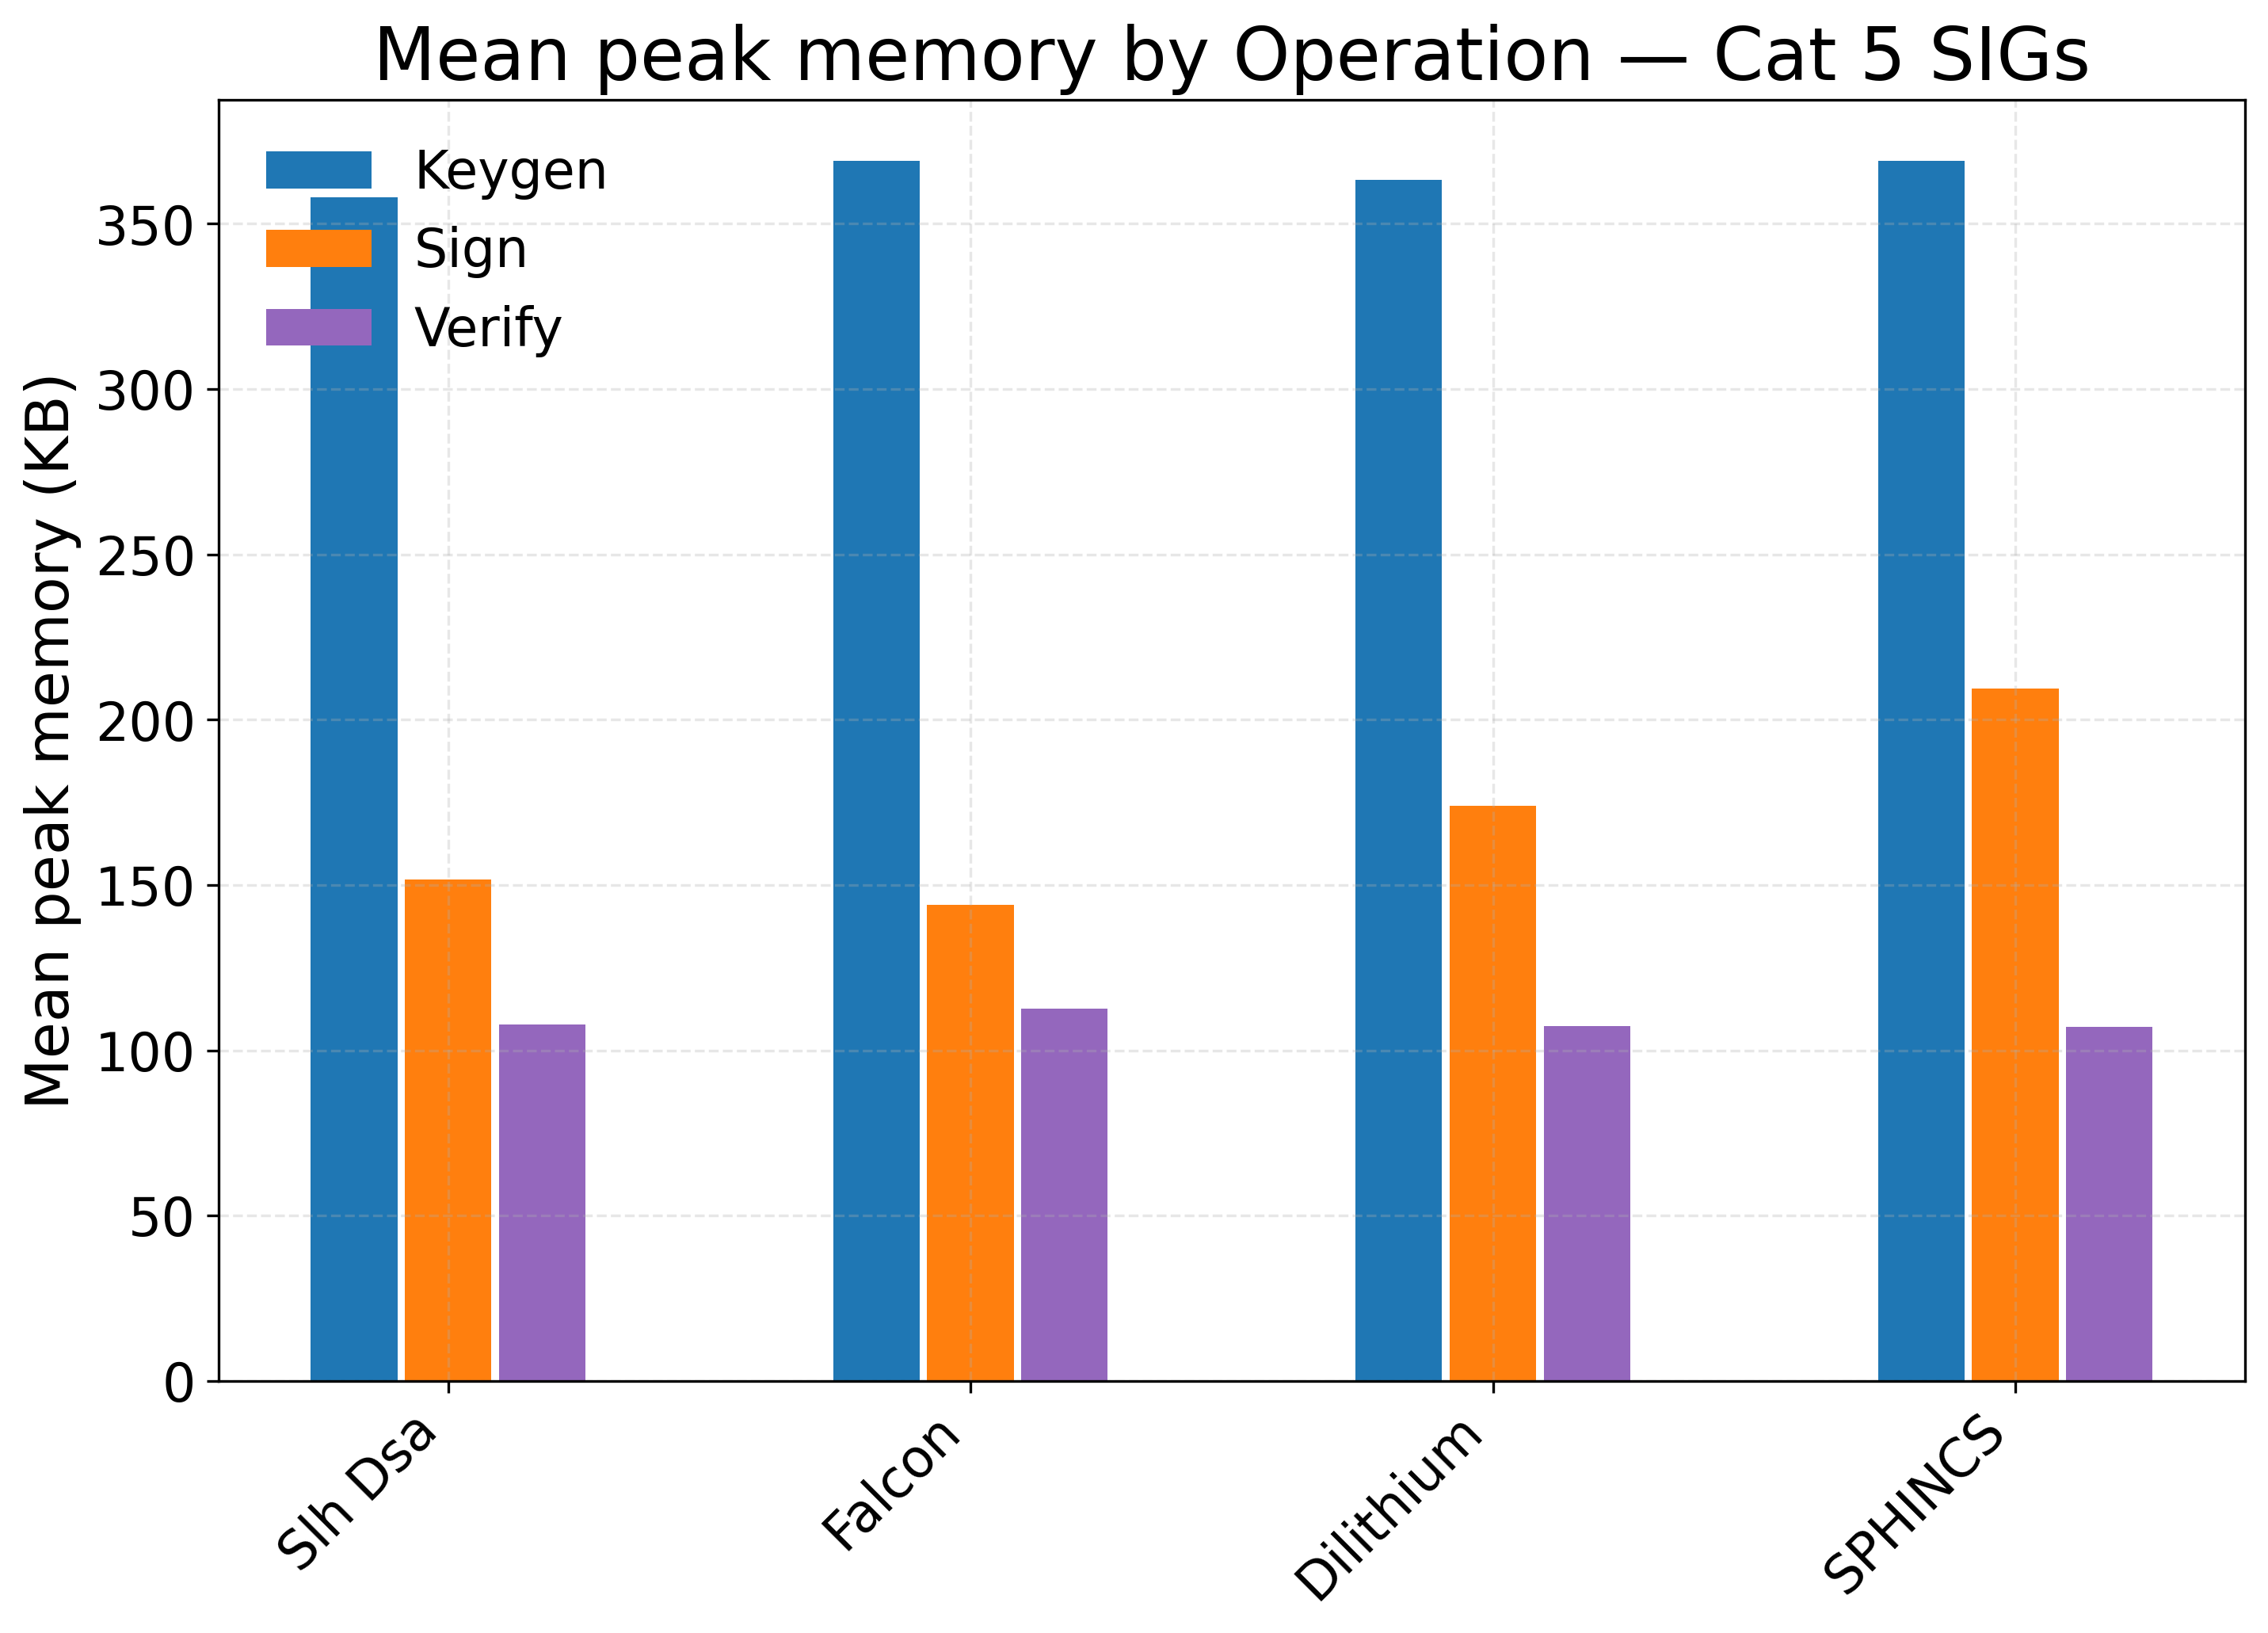 Mean peak memory by Operation — Cat 5 SIGs
Keygen
Sign
Verify
Mean peak memory (KB)
350
300
250
200
150
100
50
0
Slh Dsa
Falcon
Dilithium
SPHINCS